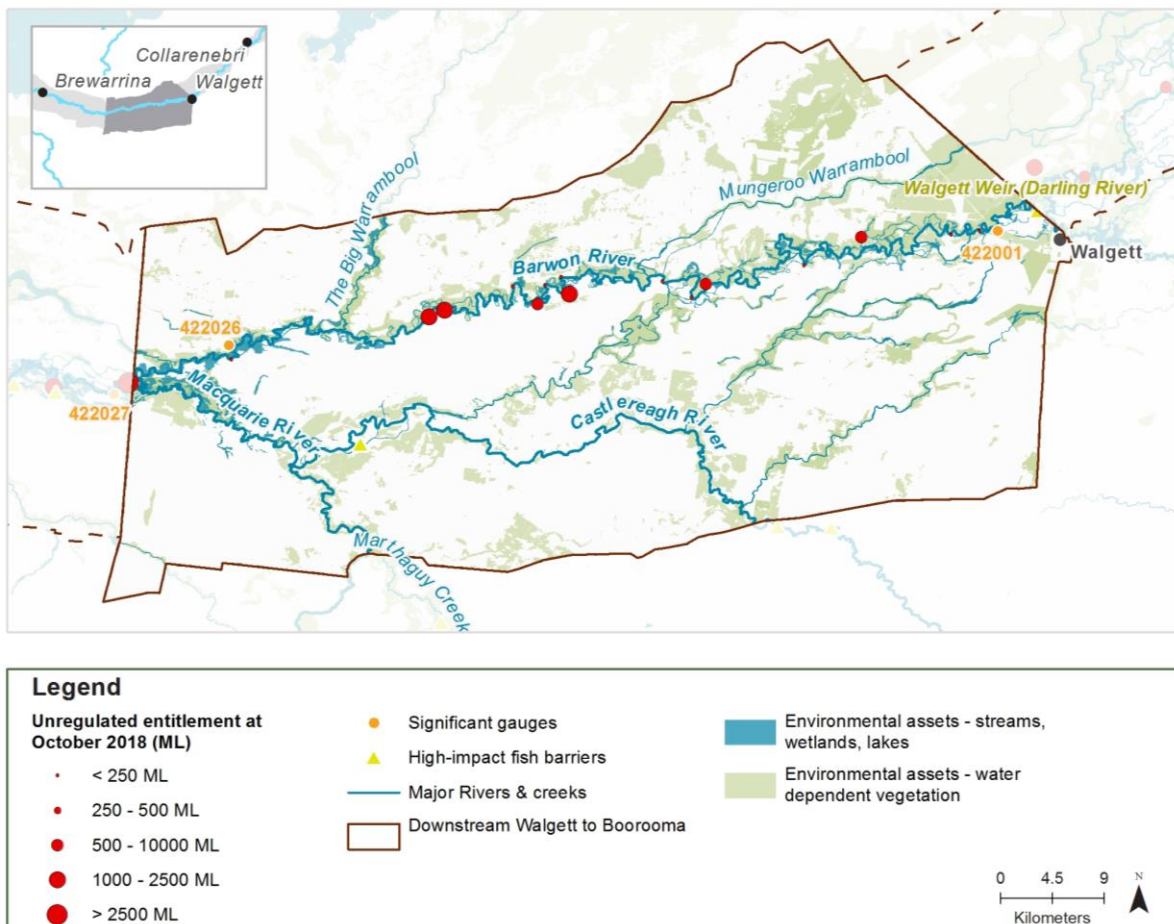 Collarenebri
Brewarrina
Walgett
The Big Warrambool
Mungeroo Warrambool
Walgett Weir (Darling River)
422001
Walgett
Barwon River
422026
422027
Macquarie River
Castlereagh River
Marthaguy Creek
Legend
Unregulated entitlement at
October 2018 (ML)
< 250 ML
250 - 500 ML
500 - 10000 ML
1000 - 2500 ML
> 2500 ML
Significant gauges
High-impact fish barriers
Major Rivers & creeks
Downstream Walgett to Boorooma
Environmental assets - streams,
wetlands, lakes
Environmental assets - water
dependent vegetation
0 4.5 9
Kilometers
N